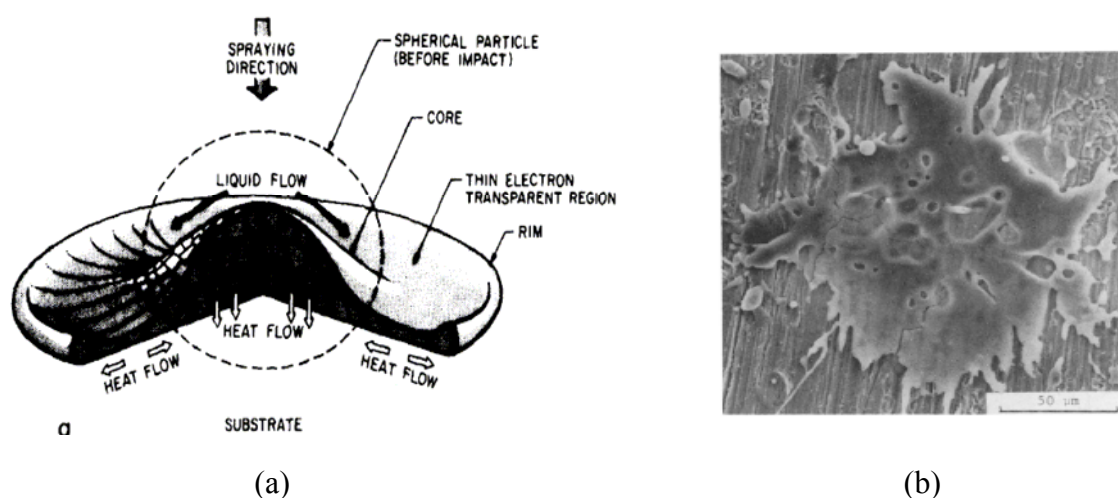 SPRAYING
DIRECTION
SPHERICAL PARTICLE
(BEFORE IMPACT)
CORE
LIQUID FLOW
THIN ELECTRON
TRANSPARENT REGION
RIM
HEAT FLOW
HEAT FLOW
HEAT FLOW
a
SUBSTRATE
50 μm
(a)
(b)